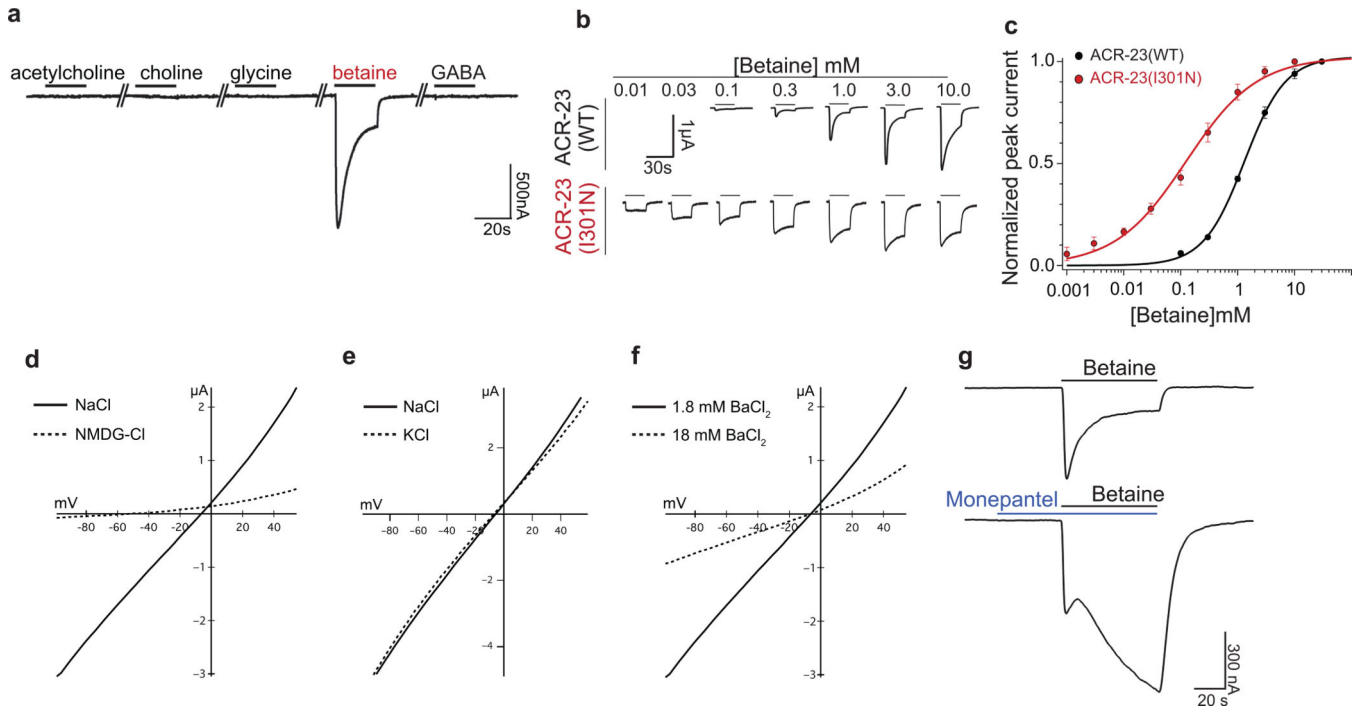 a
acetylcholine choline glycine betaine GABA
500nA
20s
b
[Betaine] mM
0.01 0.03 0.1 0.3 1.0 3.0 10.0
ACR-23
(WT)
1µA
30s
ACR-23
(I301N)
c
ACR-23(WT)
ACR-23(I301N)
Normalized peak current
1.0
0.5
0.0
0.001 0.01 0.1 1 10
[Betaine]mM
d
NaCl
NMDG-Cl
µA
2
1
mV
-80 -60 -40 -20 20 40
-1
-2
-3
e
NaCl
KCl
µA
2
mV
-80 -60 -40 -20 20 40
-2
-4
f
1.8 mM BaCl₂
18 mM BaCl₂
µA
2
1
mV
-80 -60 -40 -20 20 40
-1
-2
-3
g
Betaine
Monepantel Betaine
300 nA
20 s